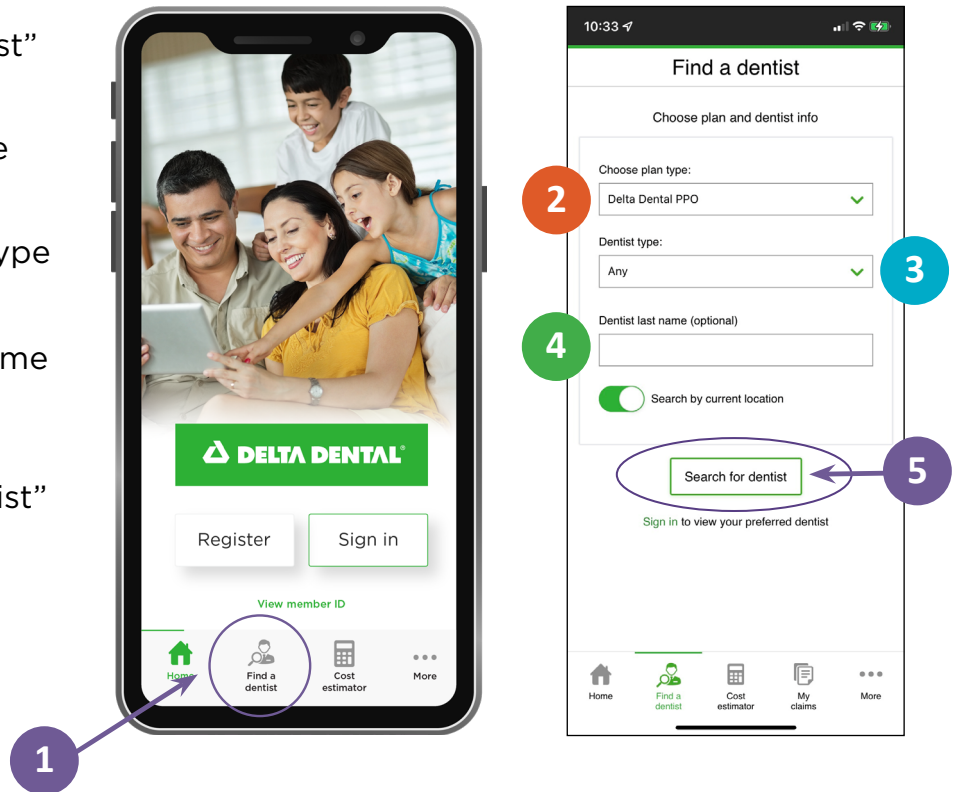 st”
e
ype
me
ist”
DELTA DENTAL®
Register
Sign in
View member ID
Home
Find a
dentist
Cost
estimator
More
1
10:33
Find a dentist
Choose plan and dentist info
2
Choose plan type:
Delta Dental PPO
Dentist type:
Any
3
4
Dentist last name (optional)
Search by current location
Search for dentist
5
Sign in to view your preferred dentist
Home
Find a
dentist
Cost
estimator
My
claims
More